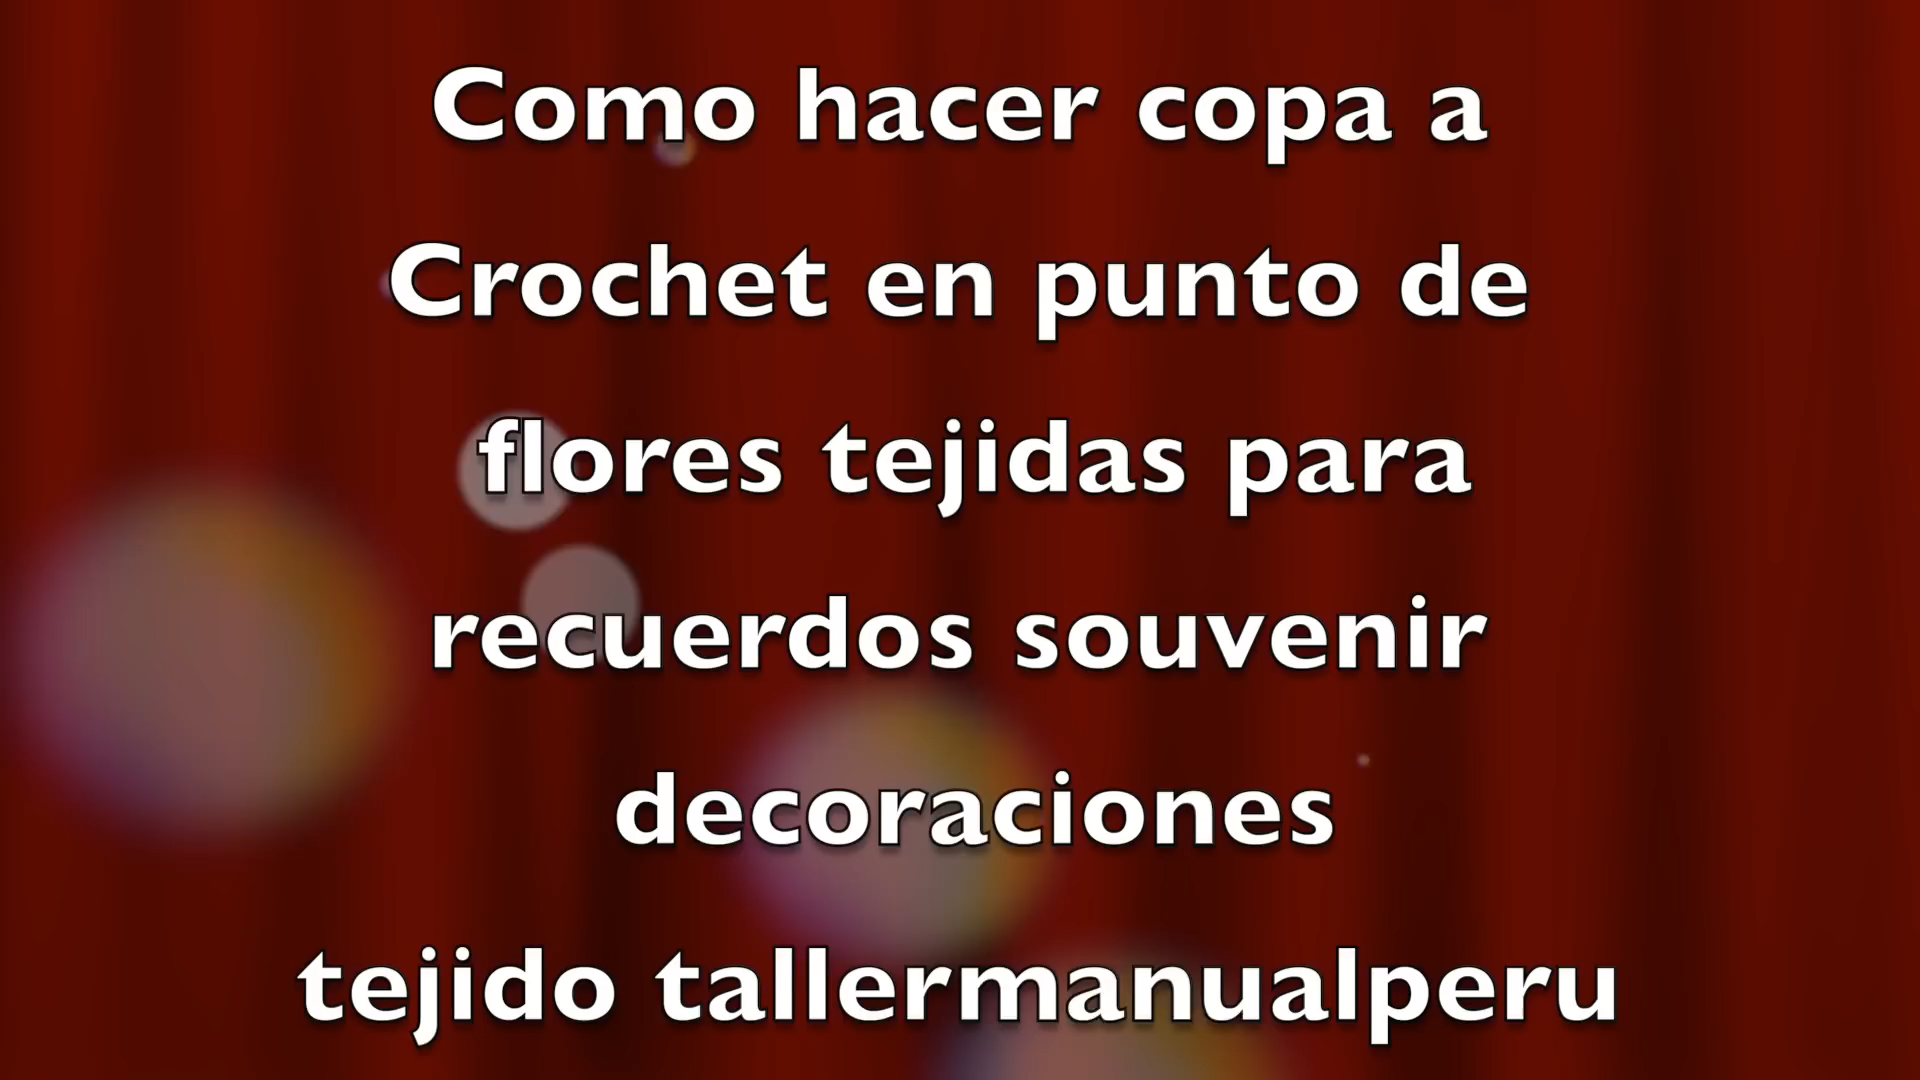 Como hacer copa a
Crochet en punto de
flores tejidas para
recuerdos souvenir
decoraciones
tejido tallermanualperu